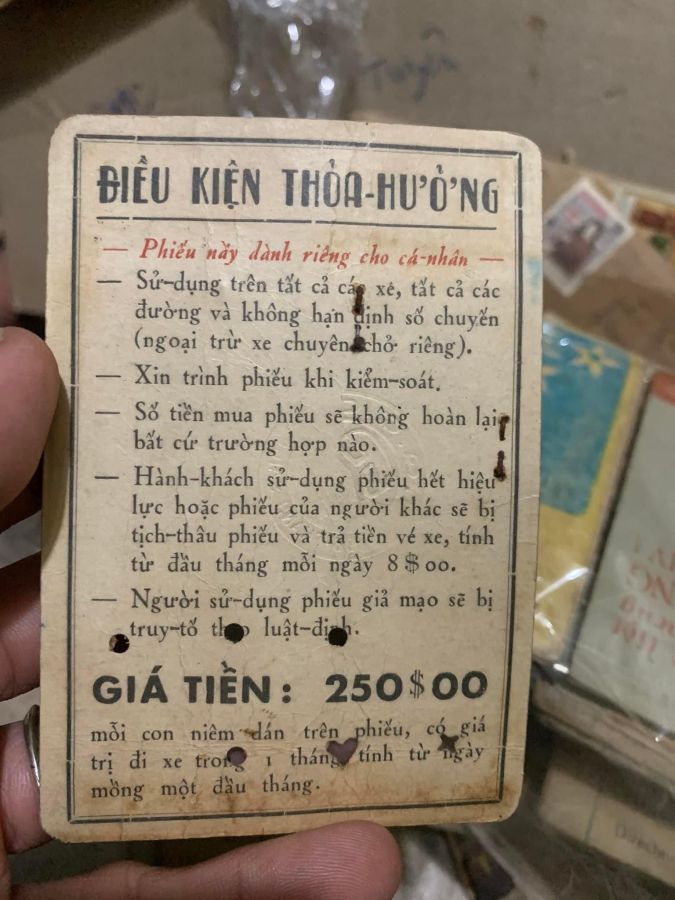 ĐIỀU KIỆN THỎA-HƯỞNG
— Phiếu nầy dành riêng cho cá-nhân —
— Sử-dụng trên tất cả các xe, tất cả các
đường và không hạn định số chuyến
(ngoại trừ xe chuyên chở riêng).
— Xin trình phiếu khi kiểm-soát.
— Số tiền mua phiếu sẽ không hoàn lại
bất cứ trường hợp nào.
— Hành-khách sử-dụng phiếu hết hiệu
lực hoặc phiếu của người khác sẽ bị
tịch-thâu phiếu và trả tiền vé xe, tính
từ đầu tháng mỗi ngày 8$00.
— Người sử-dụng phiếu giả mạo sẽ bị
truy-tố theo luật-định.
GIÁ TIỀN: 250$00
mỗi con niêm dán trên phiếu, có giá
trị đi xe trong 1 tháng tính từ ngày
mồng một đầu tháng.
Tuyên